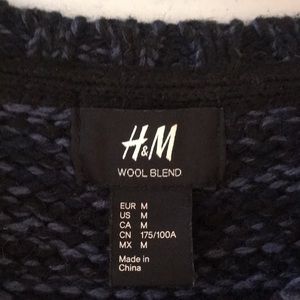 H&M
WOOL BLEND
EUR M
US M
CA M
CN 175/100A
MX M
Made in
China